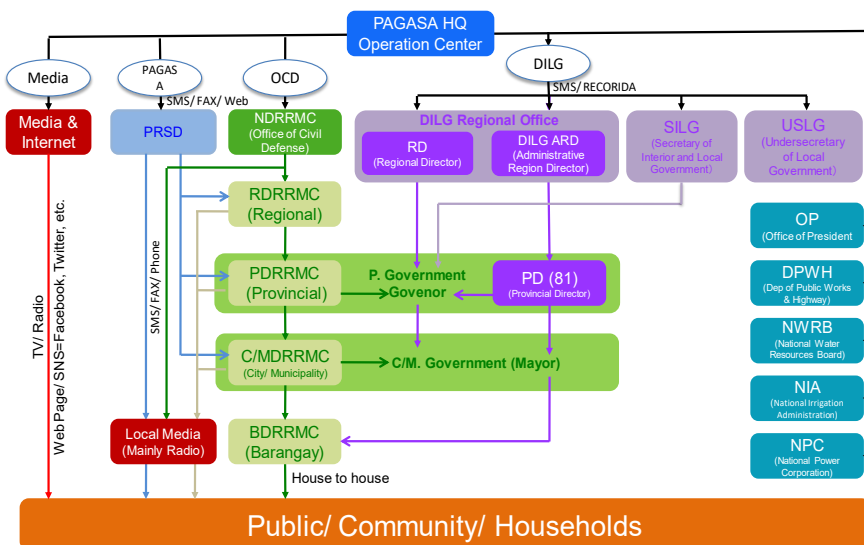 PAGASA HQ
Operation Center
Media
PAGAS
A
OCD
DILG
SMS/ FAX/ Web
SMS/ RECORIDA
Media &
Internet
PRSD
NDRRMC
(Office of Civil
Defense)
DILG Regional Office
RD
(Regional Director)
DILG ARD
(Administrative
Region Director)
SILG
(Secretary of
Interior and Local
Government)
USLG
(Undersecretary
of Local
Government)
RDRRMC
(Regional)
OP
(Office of President
PDRRMC
(Provincial)
P. Government
Govenor
PD (81)
(Provincial Director)
DPWH
(Dep of Public Works
& Highway)
C/MDRRMC
(City/ Municipality)
C/M. Government (Mayor)
NWRB
(National Water
Resources Board)
NIA
(National Irrigation
Administration)
TV/ Radio
Web Page/ SNS=Facebook, Twitter, etc.
SMS/ FAX/ Phone
Local Media
(Mainly Radio)
BDRRMC
(Barangay)
NPC
(National Power
Corporation)
House to house
Public/ Community/ Households